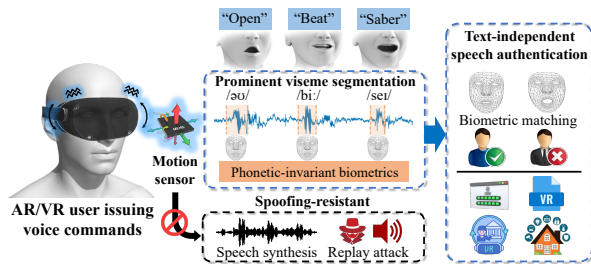 “Open”
“Beat”
“Saber”
Prominent viseme segmentation
/əʊ/
/biː/
/seɪ/
Phonetic-invariant biometrics
Motion
sensor
AR/VR user issuing
voice commands
Spoofing-resistant
Speech synthesis
Replay attack
Text-independent
speech authentication
Biometric matching
VR
VR